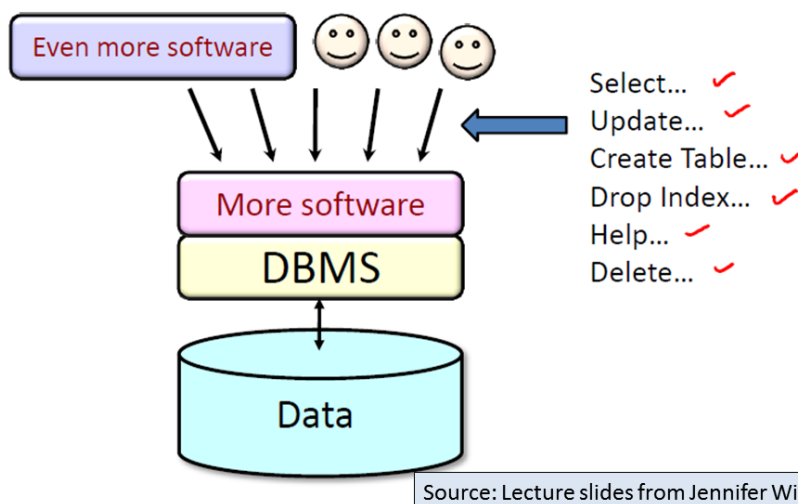 Even more software
Select...
Update...
Create Table...
Drop Index...
Help...
Delete...
More software
DBMS
Data
Source: Lecture slides from Jennifer Wi